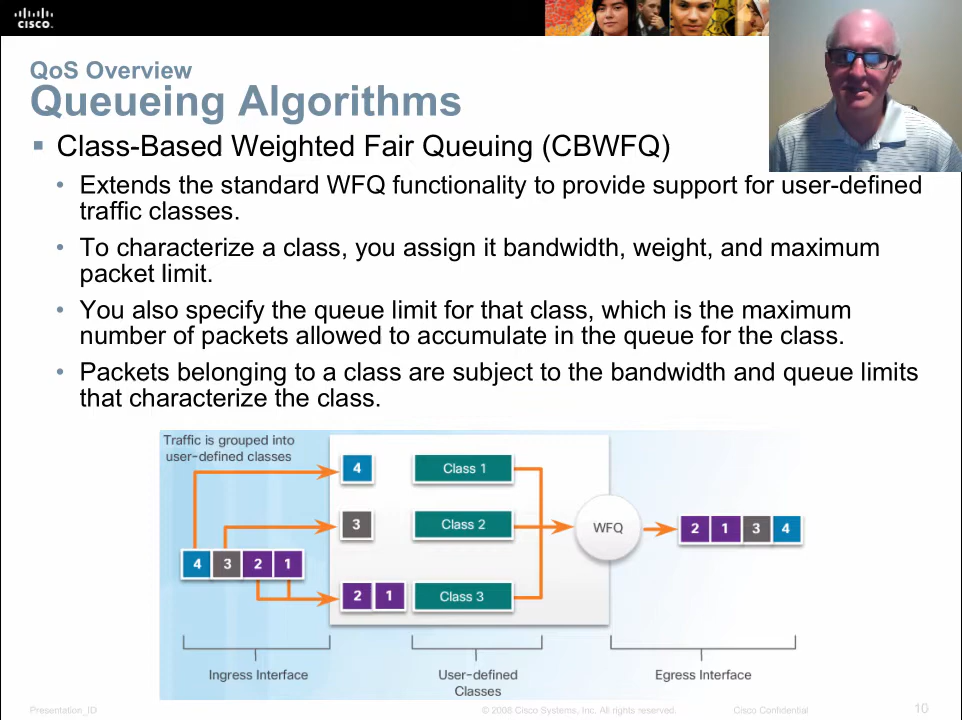 CISCO
QoS Overview
Queueing Algorithms
Class-Based Weighted Fair Queuing (CBWFQ)
Extends the standard WFQ functionality to provide support for user-defined
traffic classes.
To characterize a class, you assign it bandwidth, weight, and maximum
packet limit.
You also specify the queue limit for that class, which is the maximum
number of packets allowed to accumulate in the queue for the class.
Packets belonging to a class are subject to the bandwidth and queue limits
that characterize the class.
Traffic is grouped into
user-defined classes
4 Class 1
3 Class 2
WFQ
2 1 3 4
4 3 2 1
2 1 Class 3
Ingress Interface
User-defined
Classes
Egress Interface
Presentation_ID
© 2008 Cisco Systems, Inc. All rights reserved.
Cisco Confidential
10